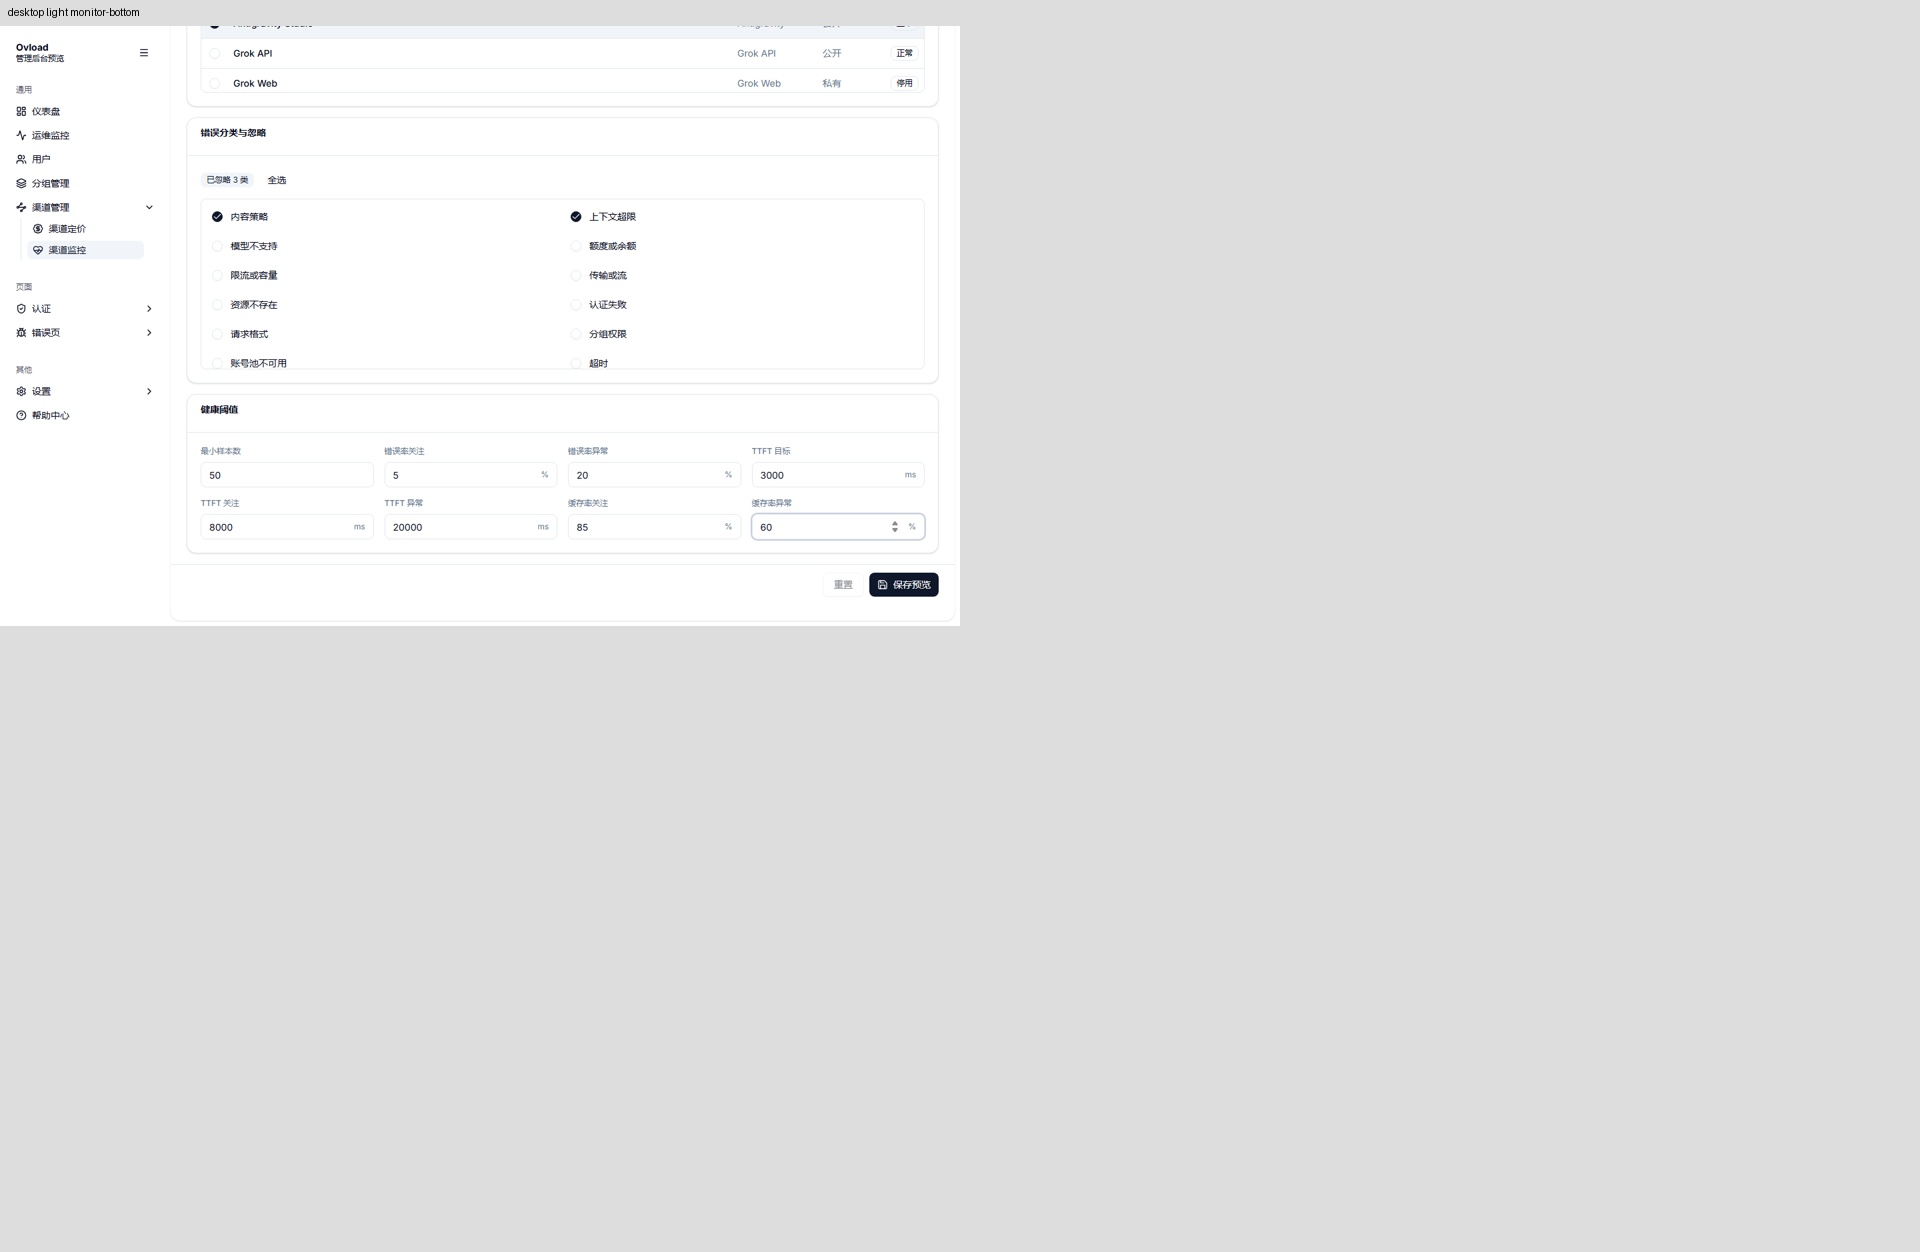 desktop light monitor-bottom
Ovload
管理后台预览
通用
仪表盘
运维监控
用户
分组管理
渠道管理
渠道定价
渠道监控
页面
认证
错误页
其他
设置
帮助中心
Grok API Grok API 公开 正常
Grok Web Grok Web 私有 停用
错误分类与忽略
已忽略 3 类 全选
内容策略 上下文超限
模型不支持 额度或余额
限流或容量 传输或流
资源不存在 认证失败
请求格式 分组权限
账号池不可用 超时
健康阈值
最小样本数 错误率关注 错误率异常 TTFT 目标
50 5 % 20 % 3000 ms
TTFT 关注 TTFT 异常 缓存率关注 缓存率异常
8000 ms 20000 ms 85 % 60 %
重置 保存预览